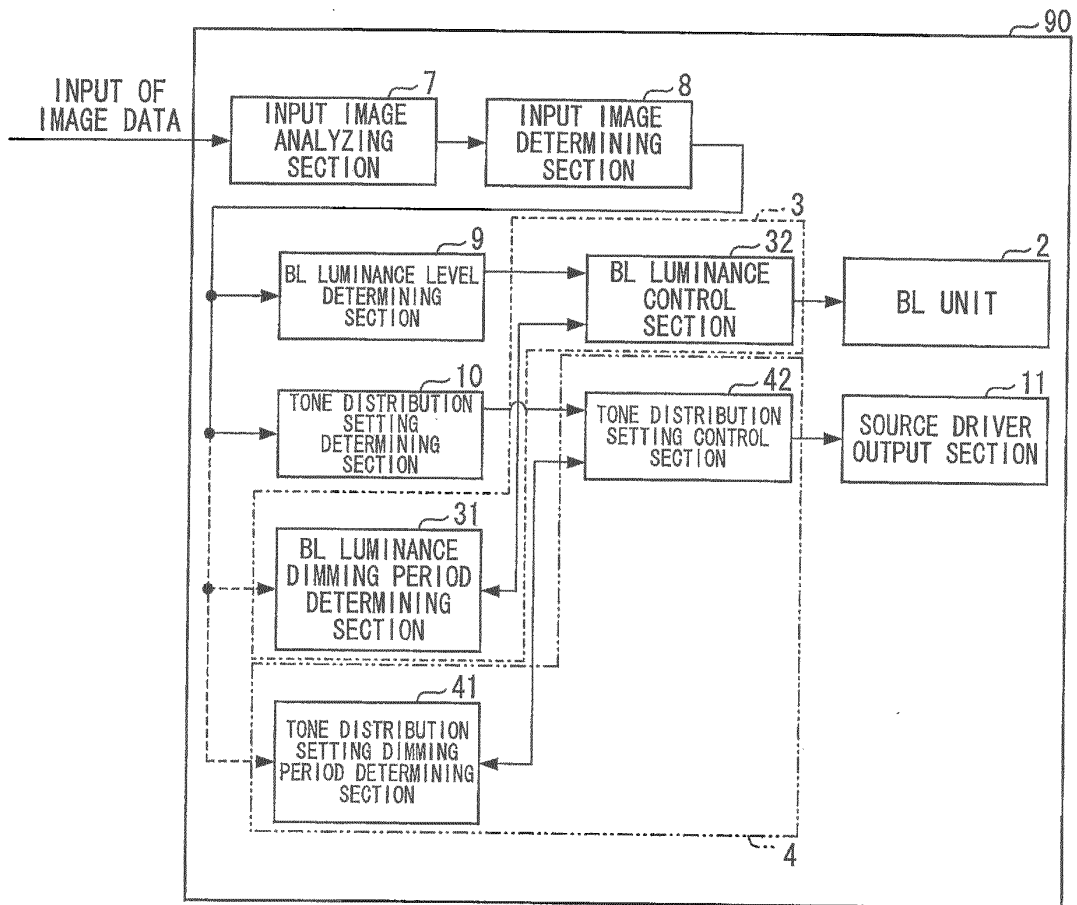 90
INPUT OF
IMAGE DATA
7
INPUT IMAGE
ANALYZING
SECTION
8
INPUT IMAGE
DETERMINING
SECTION
3
9
BL LUMINANCE LEVEL
DETERMINING
SECTION
32
BL LUMINANCE
CONTROL
SECTION
2
BL UNIT
10
TONE DISTRIBUTION
SETTING
DETERMINING
SECTION
42
TONE DISTRIBUTION
SETTING CONTROL
SECTION
11
SOURCE DRIVER
OUTPUT SECTION
31
BL LUMINANCE
DIMMING PERIOD
DETERMINING
SECTION
41
TONE DISTRIBUTION
SETTING DIMMING
PERIOD DETERMINING
SECTION
4